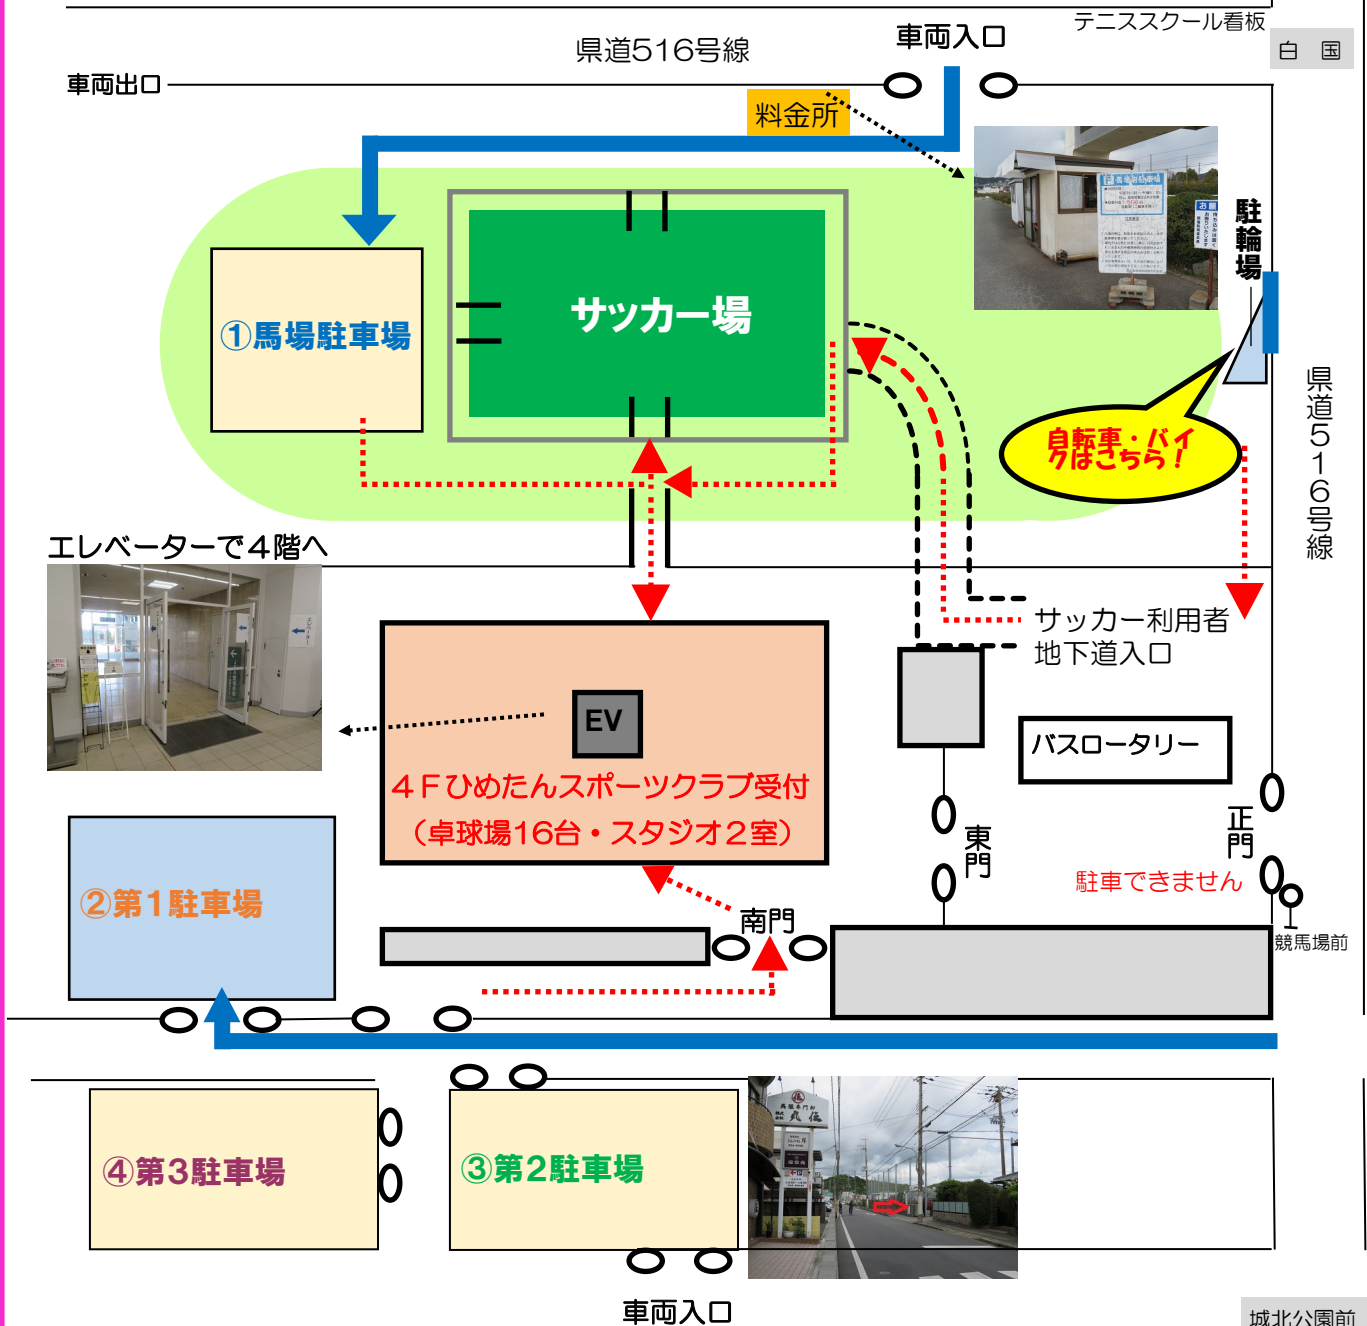 テニススクール看板
車両入口
県道516号線
白 国
車両出口
料金所
駐輪場
サッカー場
①馬場駐車場
県道516号線
自転車・バイ
クはこちら！
エレベーターで４階へ
サッカー利用者
地下道入口
EV
バスロータリー
４Ｆひめたんスポーツクラブ受付
（卓球場16台・スタジオ２室）
正門
東門
駐車できません
②第1駐車場
南門
競馬場前
④第3駐車場
③第2駐車場
丸伝
車両入口
城北公園前